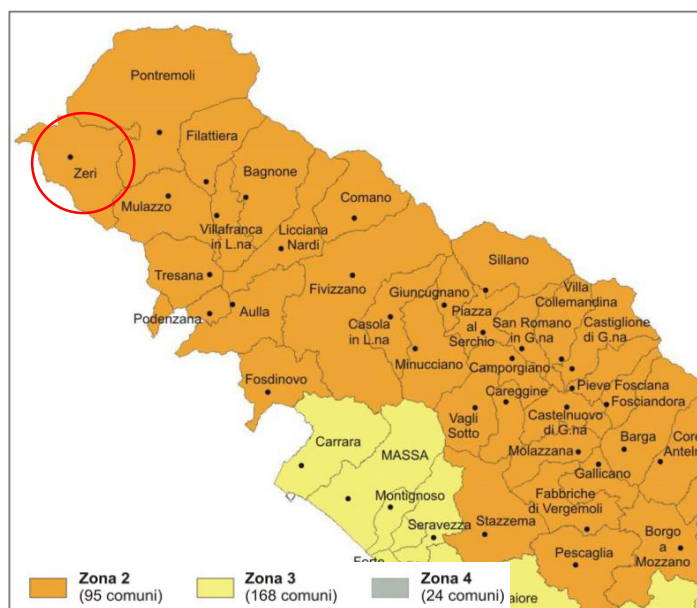 Pontremoli
Zeri
Filattiera
Bagnone
Mulazzo
Comano
Villafranca
in L.na
Licciana
Nardi
Tresana
Sillano
Fivizzano
Giuncugnano
Villa
Collemandina
Podenzana
Aulla
Casola
in L.na
Piazza
al
Serchio
San Romano
in G.na
Castiglione
di G.na
Minucciano
Camporgiano
Fosdinovo
Careggine
Pieve Fosciana
Fosciandora
Vagli
Sotto
Castelnuovo
di G.na
Carrara
MASSA
Molazzana
Barga
Gallicano
Montignoso
Fabbriche
di Vergemoli
Seravezza
Stazzema
Borgo
a
Mozzano
Pescaglia
Zona 2
(95 comuni)
Zona 3
(168 comuni)
Zona 4
(24 comuni)
aiore